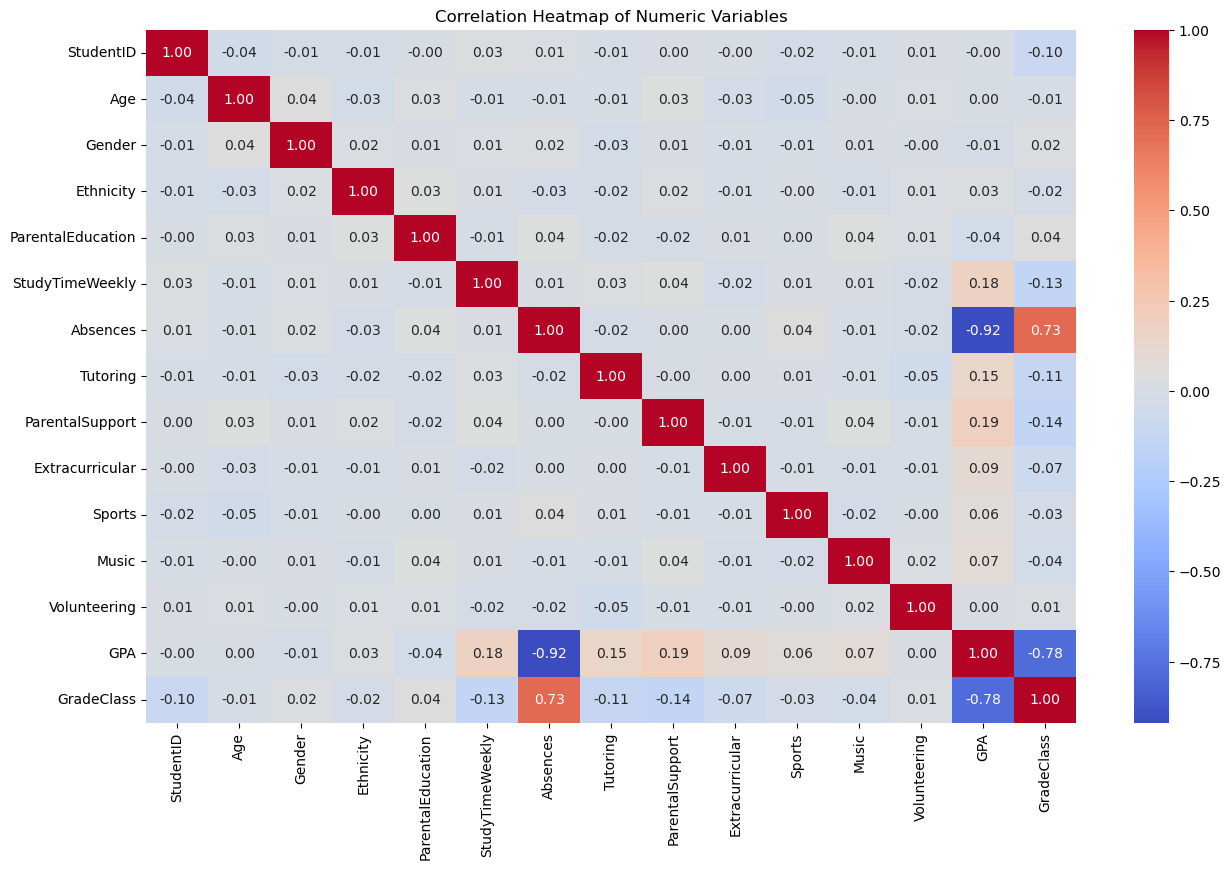 Correlation Heatmap of Numeric Variables
StudentID 1.00 -0.04 -0.01 -0.01 -0.00 0.03 0.01 -0.01 0.00 -0.00 -0.02 -0.01 0.01 -0.00 -0.10
Age -0.04 1.00 0.04 -0.03 0.03 -0.01 -0.01 -0.01 0.03 -0.03 -0.05 -0.00 0.01 0.00 -0.01
Gender -0.01 0.04 1.00 0.02 0.01 0.01 0.02 -0.03 0.01 -0.01 -0.01 0.01 -0.00 -0.01 0.02
Ethnicity -0.01 -0.03 0.02 1.00 0.03 0.01 -0.03 -0.02 0.02 -0.01 -0.00 -0.01 0.01 0.03 -0.02
ParentalEducation -0.00 0.03 0.01 0.03 1.00 -0.01 0.04 -0.02 -0.02 0.01 0.00 0.04 0.01 -0.04 0.04
StudyTimeWeekly 0.03 -0.01 0.01 0.01 -0.01 1.00 0.01 0.03 0.04 -0.02 0.01 0.01 -0.02 0.18 -0.13
Absences 0.01 -0.01 0.02 -0.03 0.04 0.01 1.00 -0.02 0.00 0.00 0.04 -0.01 -0.02 -0.92 0.73
Tutoring -0.01 -0.01 -0.03 -0.02 -0.02 0.03 -0.02 1.00 -0.00 0.00 0.01 -0.01 -0.05 0.15 -0.11
ParentalSupport 0.00 0.03 0.01 0.02 -0.02 0.04 0.00 -0.00 1.00 -0.01 -0.01 0.04 -0.01 0.19 -0.14
Extracurricular -0.00 -0.03 -0.01 -0.01 0.01 -0.02 0.00 0.00 -0.01 1.00 -0.01 -0.01 -0.01 0.09 -0.07
Sports -0.02 -0.05 -0.01 -0.00 0.00 0.01 0.04 0.01 -0.01 -0.01 1.00 -0.02 -0.00 0.06 -0.03
Music -0.01 -0.00 0.01 -0.01 0.04 0.01 -0.01 -0.01 0.04 -0.01 -0.02 1.00 0.02 0.07 -0.04
Volunteering 0.01 0.01 -0.00 0.01 0.01 -0.02 -0.02 -0.05 -0.01 -0.01 -0.00 0.02 1.00 0.00 0.01
GPA -0.00 0.00 -0.01 0.03 -0.04 0.18 -0.92 0.15 0.19 0.09 0.06 0.07 0.00 1.00 -0.78
GradeClass -0.10 -0.01 0.02 -0.02 0.04 -0.13 0.73 -0.11 -0.14 -0.07 -0.03 -0.04 0.01 -0.78 1.00
StudentID
Age
Gender
Ethnicity
ParentalEducation
StudyTimeWeekly
Absences
Tutoring
ParentalSupport
Extracurricular
Sports
Music
Volunteering
GPA
GradeClass
1.00
0.75
0.50
0.25
0.00
−0.25
−0.50
−0.75